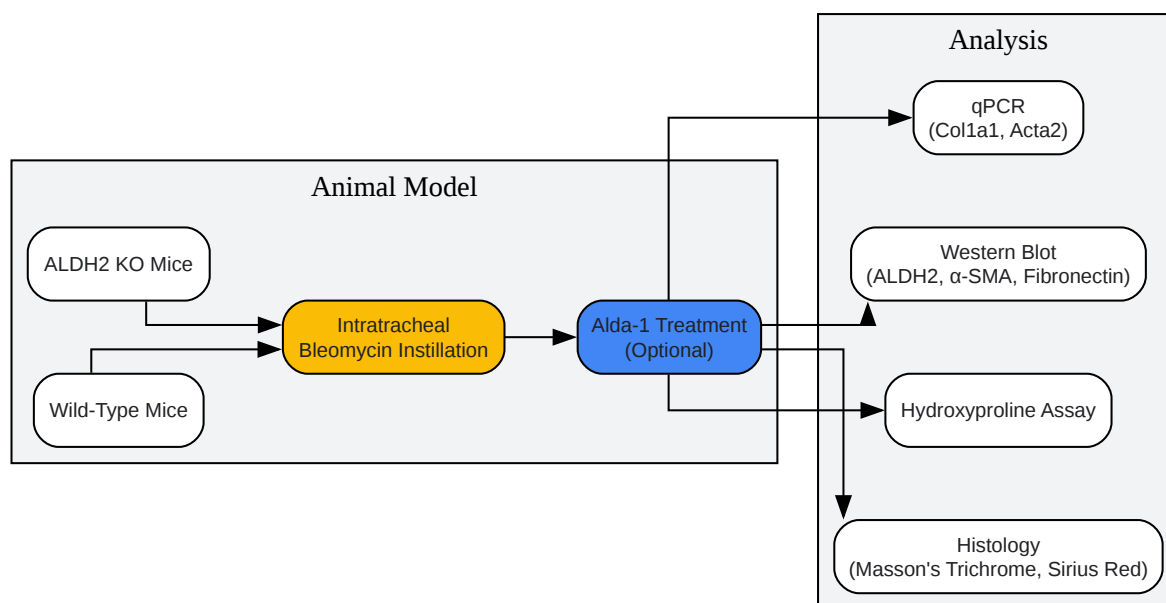 Animal Model
ALDH2 KO Mice
Wild-Type Mice
Intratracheal
Bleomycin Instillation
Alda-1 Treatment
(Optional)
Analysis
qPCR
(Col1a1, Acta2)
Western Blot
(ALDH2, α-SMA, Fibronectin)
Hydroxyproline Assay
Histology
(Masson's Trichrome, Sirius Red)